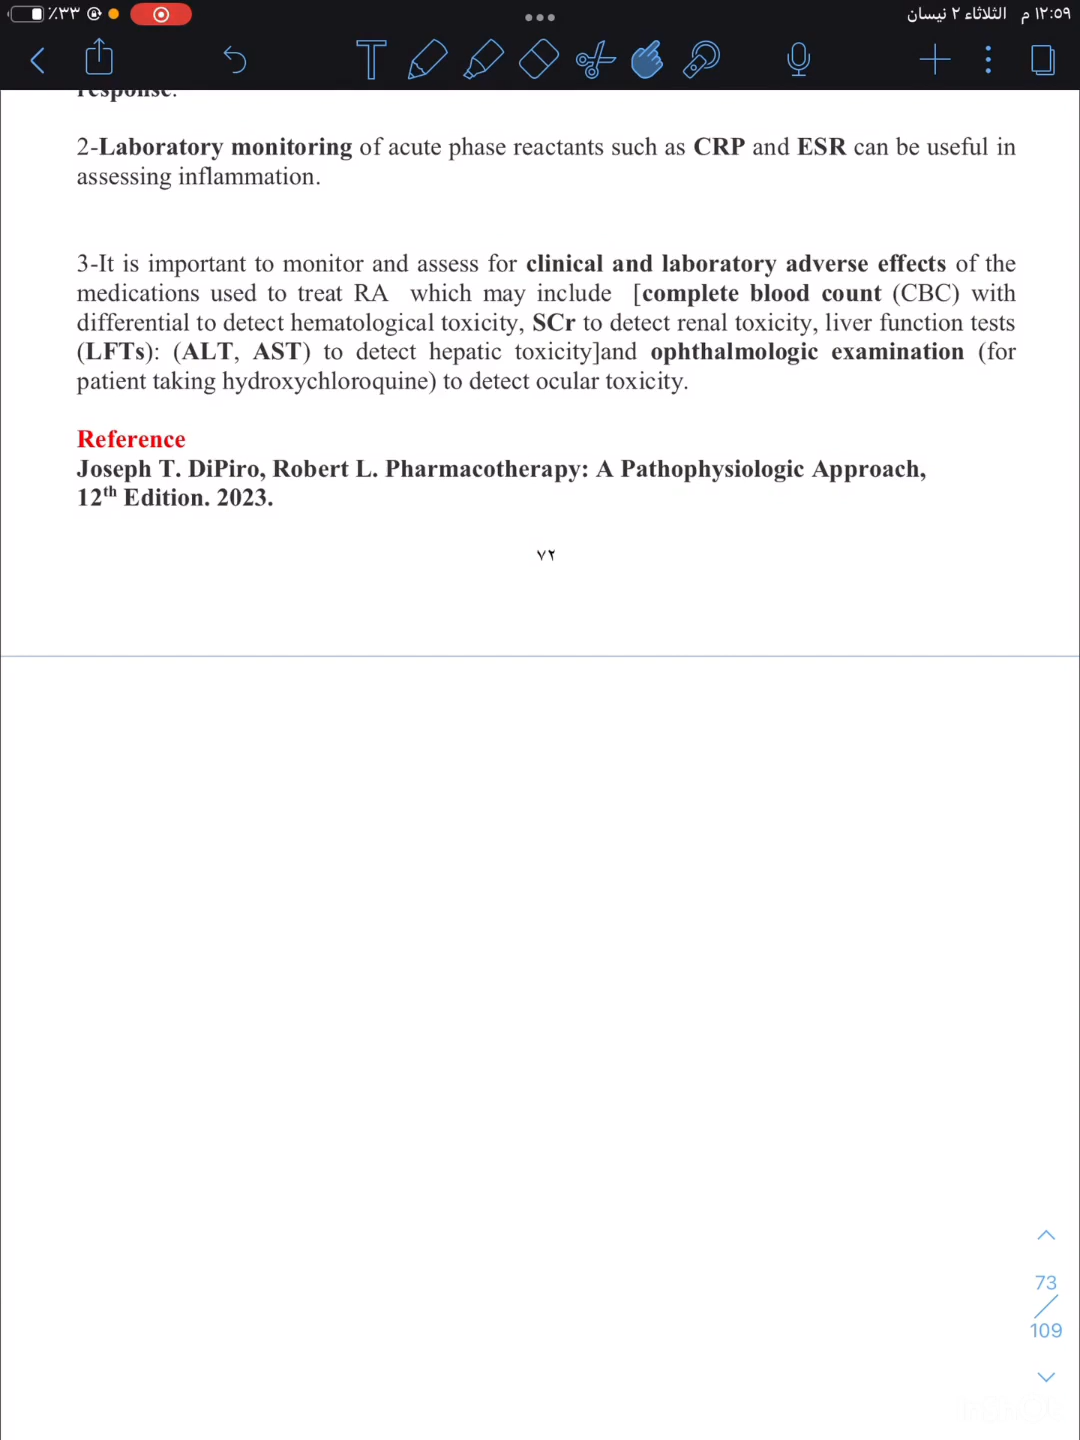 ٪٣٣
١٢:٥٩ م الثلاثاء ٢ نيسان
response.
2-Laboratory monitoring of acute phase reactants such as CRP and ESR can be useful in
assessing inflammation.
3-It is important to monitor and assess for clinical and laboratory adverse effects of the
medications used to treat RA which may include [complete blood count (CBC) with
differential to detect hematological toxicity, SCr to detect renal toxicity, liver function tests
(LFTs): (ALT, AST) to detect hepatic toxicity]and ophthalmologic examination (for
patient taking hydroxychloroquine) to detect ocular toxicity.
Reference
Joseph T. DiPiro, Robert L. Pharmacotherapy: A Pathophysiologic Approach,
12th Edition. 2023.
٧٢
73
109